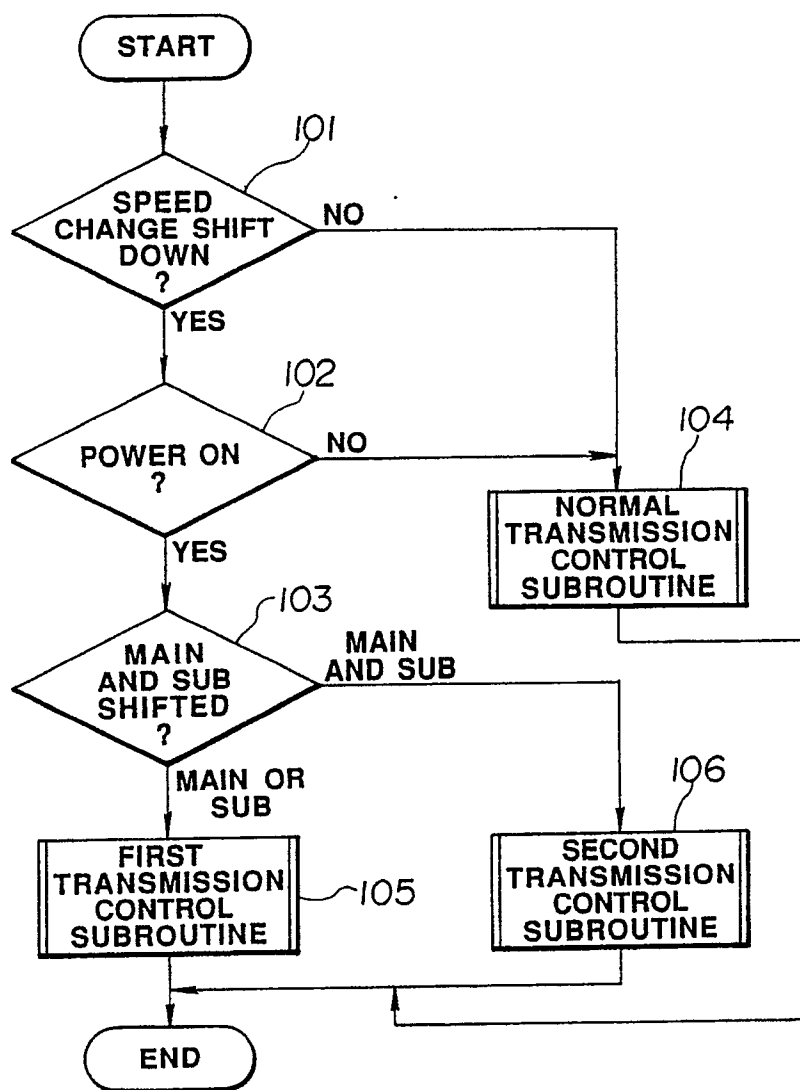 START
101
SPEED
CHANGE SHIFT
DOWN
?
NO
YES
102
POWER ON
?
NO
YES
104
NORMAL
TRANSMISSION
CONTROL
SUBROUTINE
103
MAIN
AND SUB
SHIFTED
?
MAIN
AND SUB
MAIN OR
SUB
106
FIRST
TRANSMISSION
CONTROL
SUBROUTINE
105
SECOND
TRANSMISSION
CONTROL
SUBROUTINE
END